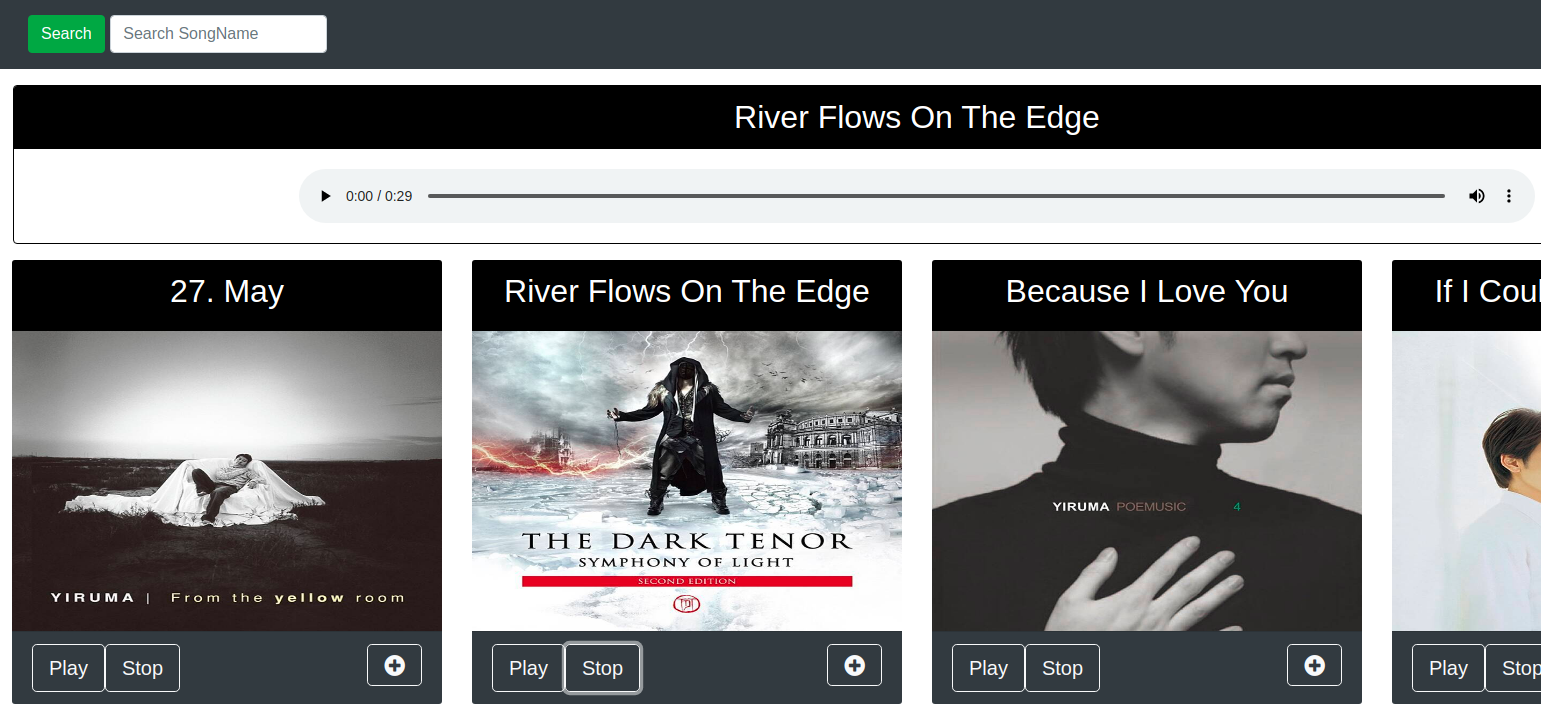 Search Search SongName
River Flows On The Edge
0:00 / 0:29
27. May
River Flows On The Edge
Because I Love You
If I Coul
YIRUMA | From the yellow room
THE DARK TENOR
SYMPHONY OF LIGHT
SECOND EDITION
YIRUMA POEMUSIC 4
Play Stop
Play Stop
Play Stop
Play Stop